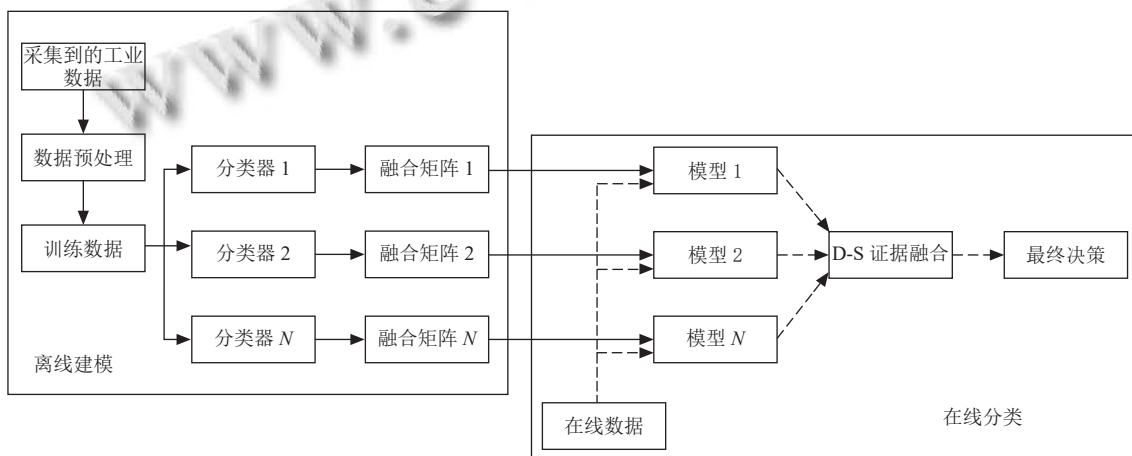 www.
采集到的工业
数据
数据预处理
训练数据
分类器 1
融合矩阵 1
分类器 2
融合矩阵 2
分类器 N
融合矩阵 N
离线建模
模型 1
模型 2
模型 N
D-S 证据融合
最终决策
在线数据
在线分类